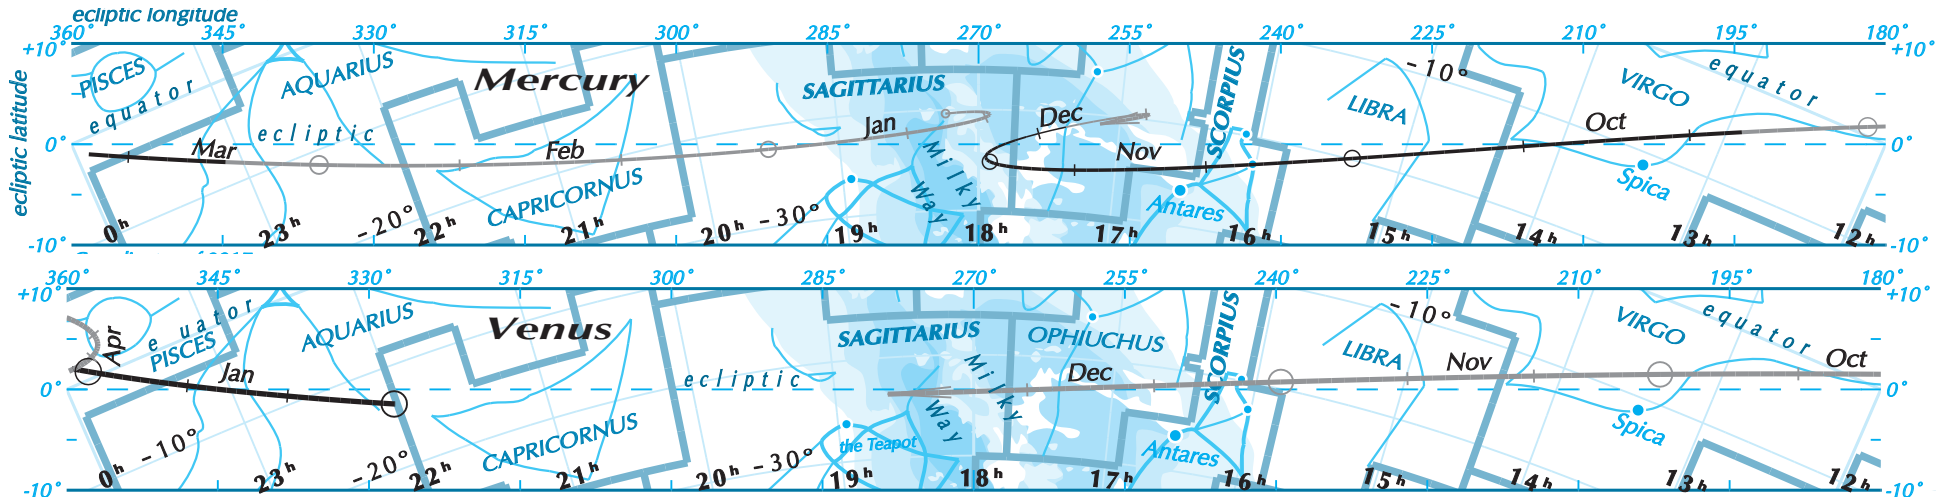 ecliptic longitude
360° 345° 330° 315° 300° 285° 270° 255° 240° 225° 210° 195° 180°
+10° +10°
ecliptic latitude
PISCES
equator
AQUARIUS
Mercury
SAGITTARIUS
SCORPIUS
-10°
LIBRA
VIRGO
equator
ecliptic
0° 0°
Mar Feb Jan Dec Nov Oct
Milky
Way
CAPRICORNUS
Antares
Spica
-20° -30°
0h 23h 22h 21h 20h 19h 18h 17h 16h 15h 14h 13h 12h
-10° -10°
360° 345° 330° 315° 300° 285° 270° 255° 240° 225° 210° 195° 180°
+10° +10°
Apr
e uator
PISCES
AQUARIUS
Venus
SAGITTARIUS
OPHIUCHUS
SCORPIUS
-10°
LIBRA
VIRGO
equator
Jan
ecliptic
Dec Nov Oct
0° 0°
Milky
Way
CAPRICORNUS
the Teapot
Antares
Spica
-10° -20° -30°
0h 23h 22h 21h 20h 19h 18h 17h 16h 15h 14h 13h 12h
-10° -10°